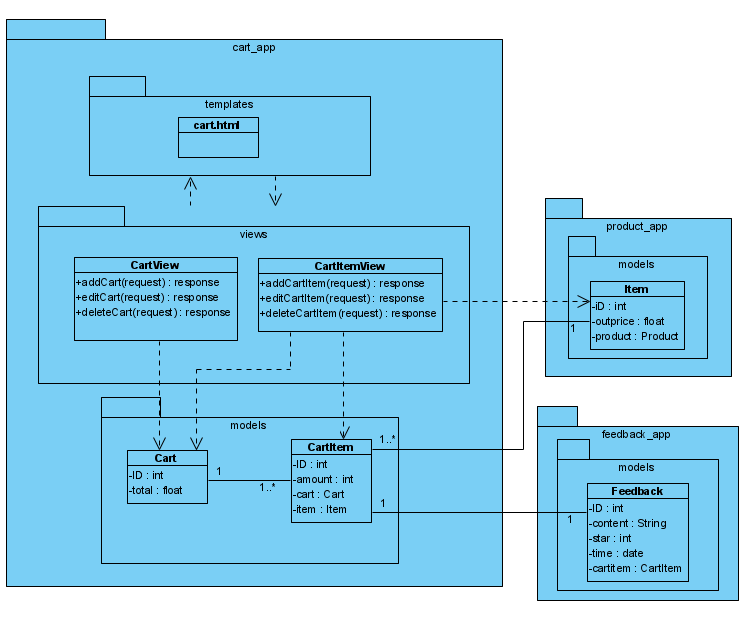 cart_app
templates
cart.html
views
CartView
+addCart(request) : response
+editCart(request) : response
+deleteCart(request) : response
CartItemView
+addCartItem(request) : response
+editCartItem(request) : response
+deleteCartItem(request) : response
models
Cart
-ID : int
-total : float
1
1..*
CartItem
-ID : int
-amount : int
-cart : Cart
-item : Item
1..*
1
product_app
models
Item
-iD : int
-outprice : float
-product : Product
1
feedback_app
models
Feedback
-ID : int
-content : String
-star : int
-time : date
-cartitem : CartItem
1